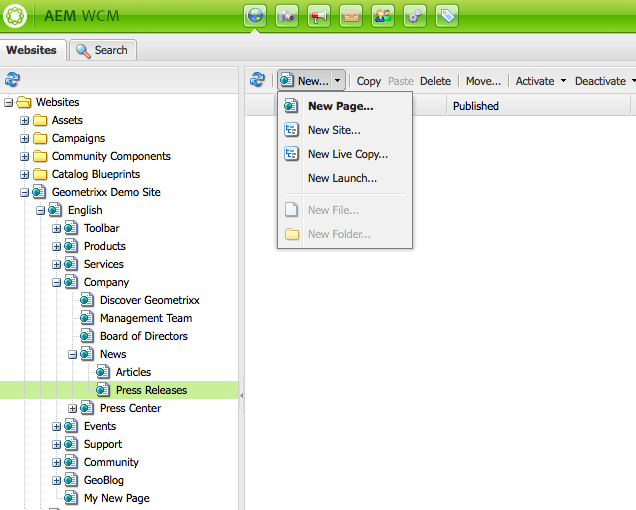 AEM WCM
Websites
Search
New...
Copy
Paste
Delete
Move...
Activate
Deactivate
Published
New Page...
New Site...
New Live Copy...
New Launch...
New File...
New Folder...
Websites
Assets
Campaigns
Community Components
Catalog Blueprints
Geometrixx Demo Site
English
Toolbar
Products
Services
Company
Discover Geometrixx
Management Team
Board of Directors
News
Articles
Press Releases
Press Center
Events
Support
Community
GeoBlog
My New Page